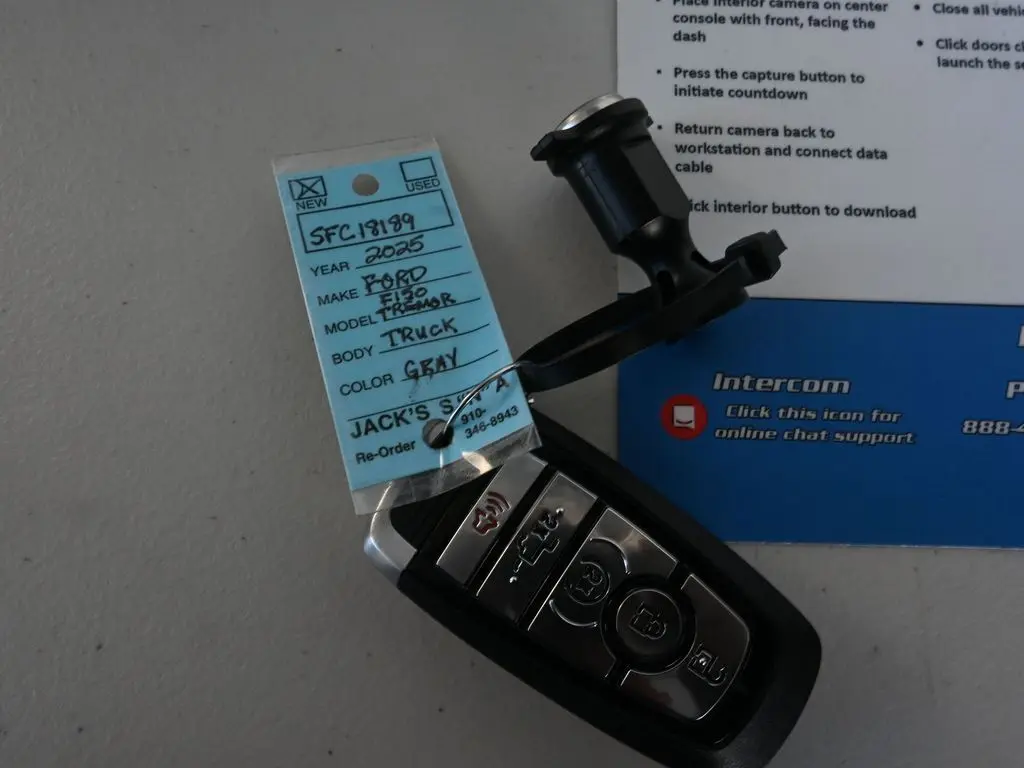 NEW
USED
SFC18189
YEAR 2025
MAKE FORD
F150
MODEL TREMOR
BODY TRUCK
COLOR GRAY
JACK'S S "N" A
Re-Order 910-
346-8943
Place interior camera on center
console with front, facing the
dash
Press the capture button to
initiate countdown
Return camera back to
workstation and connect data
cable
interior button to download
Close all
Click doors
launch the
Intercom
Click this icon for
online chat support
888-